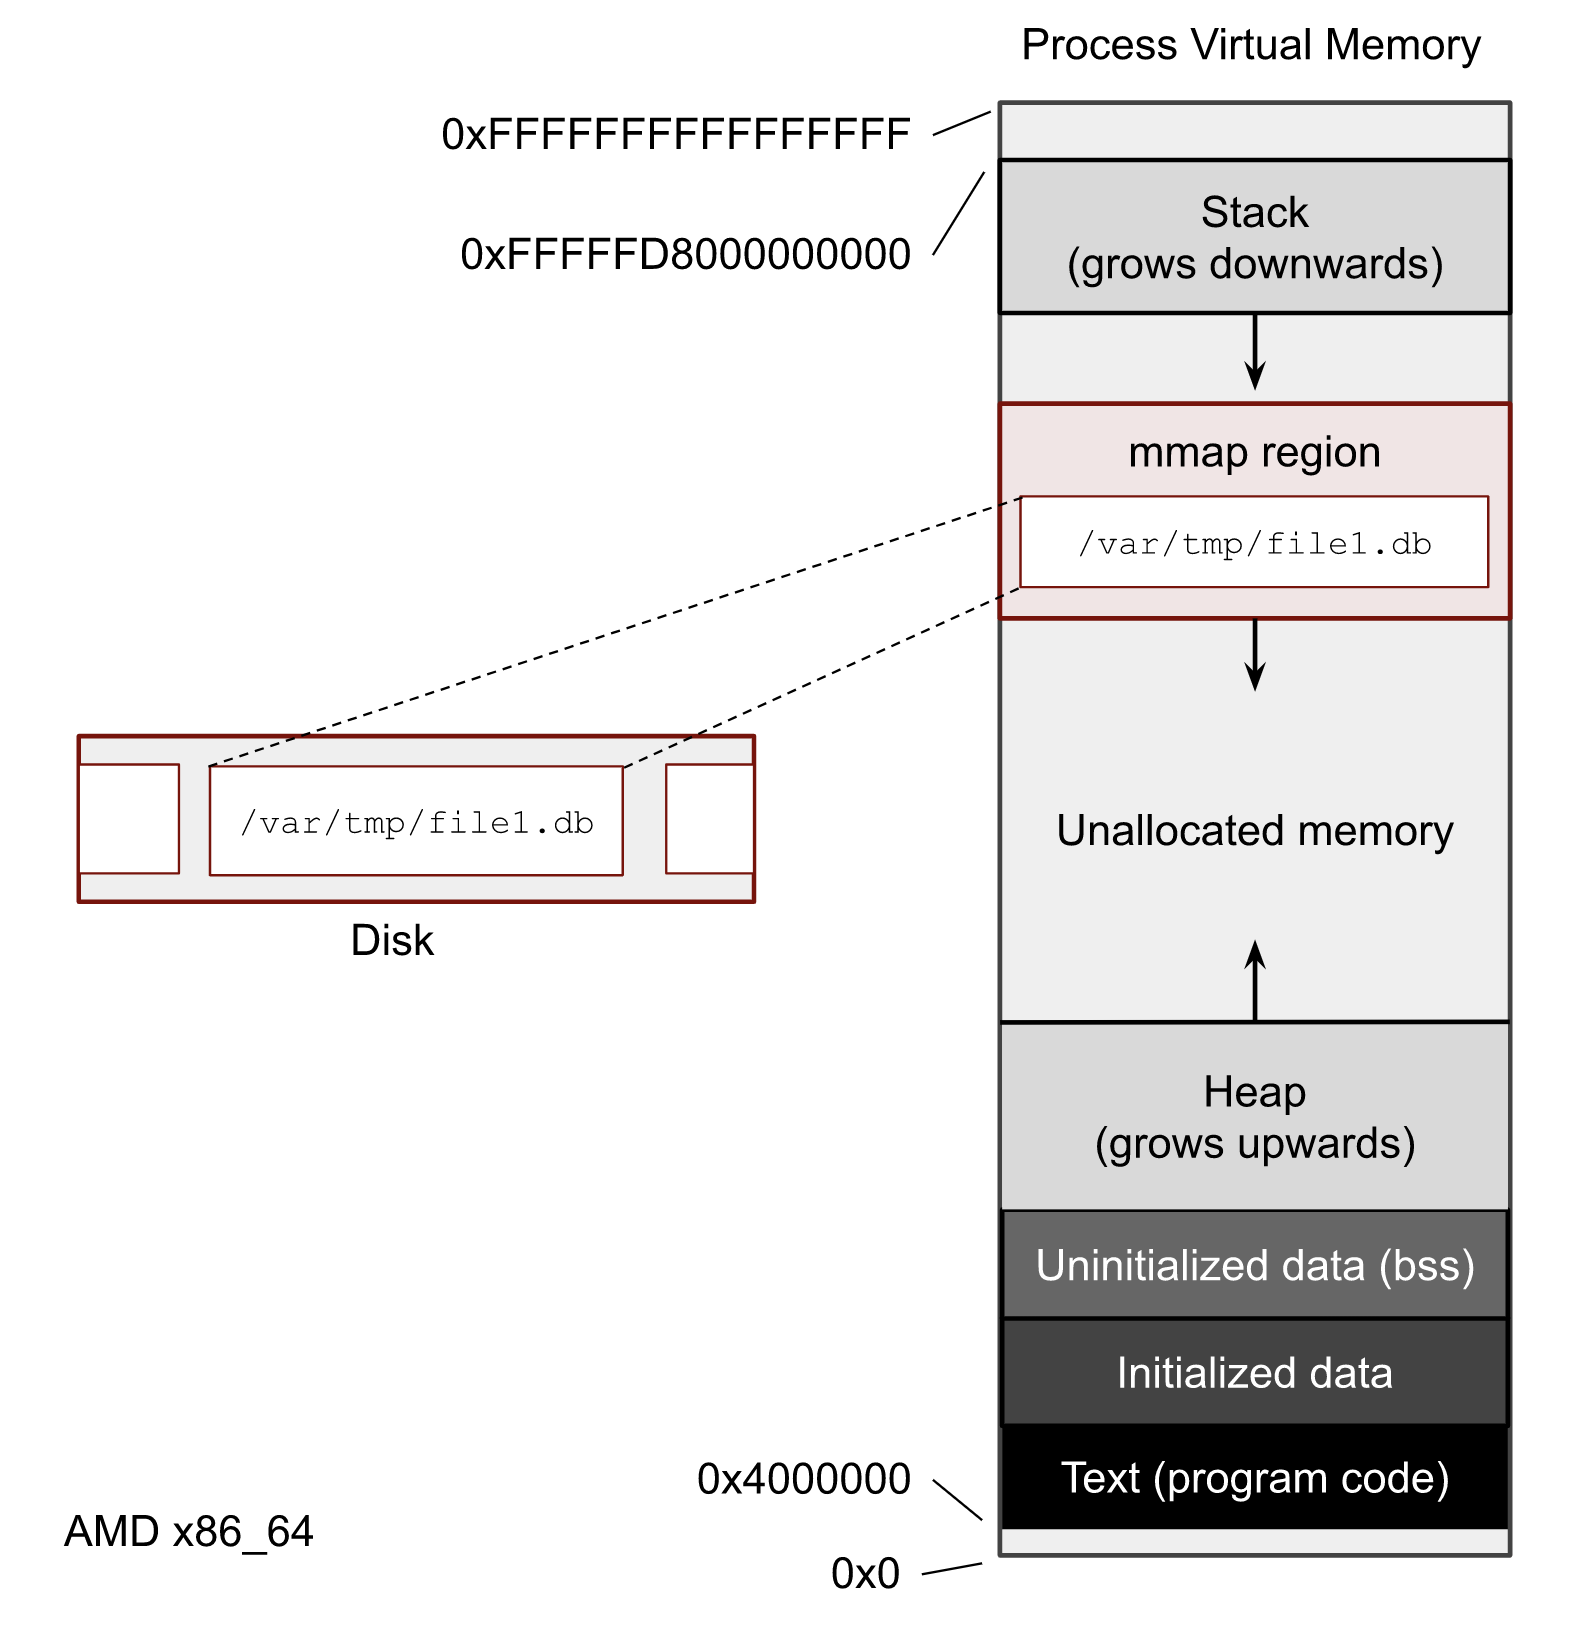 Process Virtual Memory
0xFFFFFFFFFFFFFFFF
0xFFFFFD8000000000
Stack
(grows downwards)
mmap region
/var/tmp/file1.db
/var/tmp/file1.db
Disk
Unallocated memory
Heap
(grows upwards)
Uninitialized data (bss)
Initialized data
0x4000000
Text (program code)
AMD x86_64
0x0